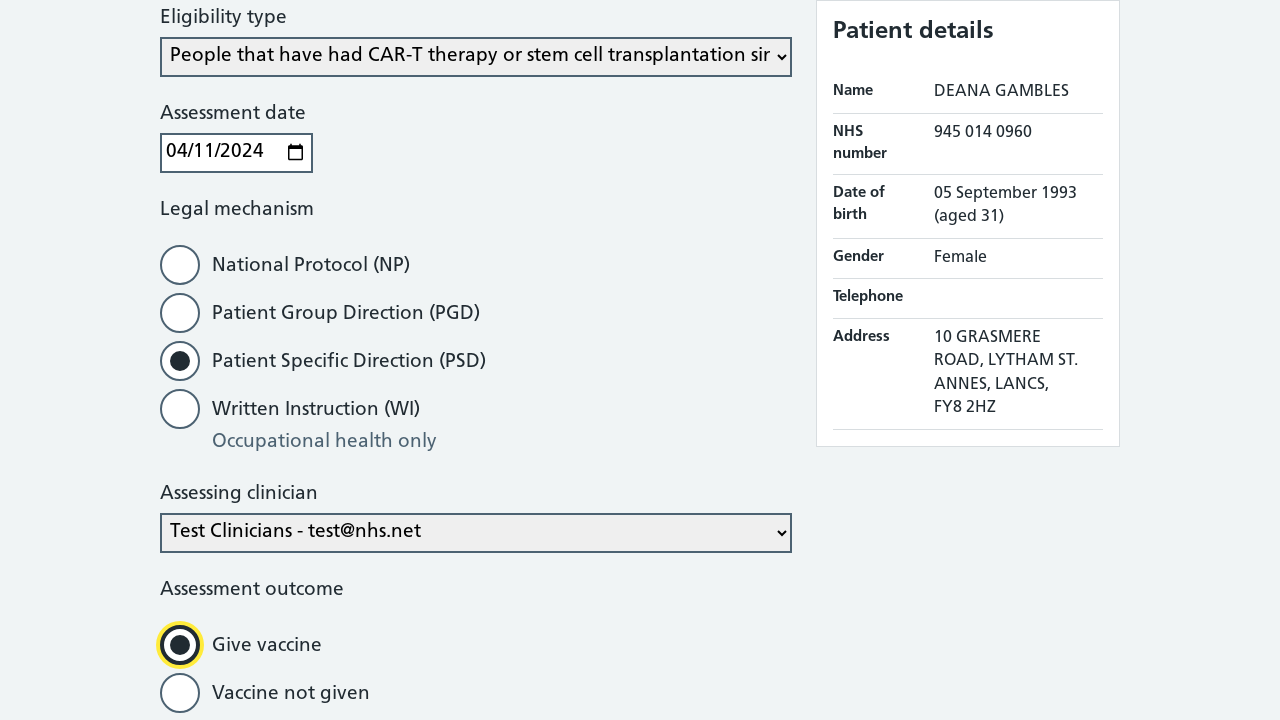 Eligibility type
People that have had CAR-T therapy or stem cell transplantation sir
Assessment date
04/11/2024
Legal mechanism
National Protocol (NP)
Patient Group Direction (PGD)
Patient Specific Direction (PSD)
Written Instruction (WI)
Occupational health only
Assessing clinician
Test Clinicians - test@nhs.net
Assessment outcome
Give vaccine
Vaccine not given
Patient details
Name DEANA GAMBLES
NHS number 945 014 0960
Date of birth 05 September 1993 (aged 31)
Gender Female
Telephone
Address 10 GRASMERE
ROAD, LYTHAM ST.
ANNES, LANCS,
FY8 2HZ